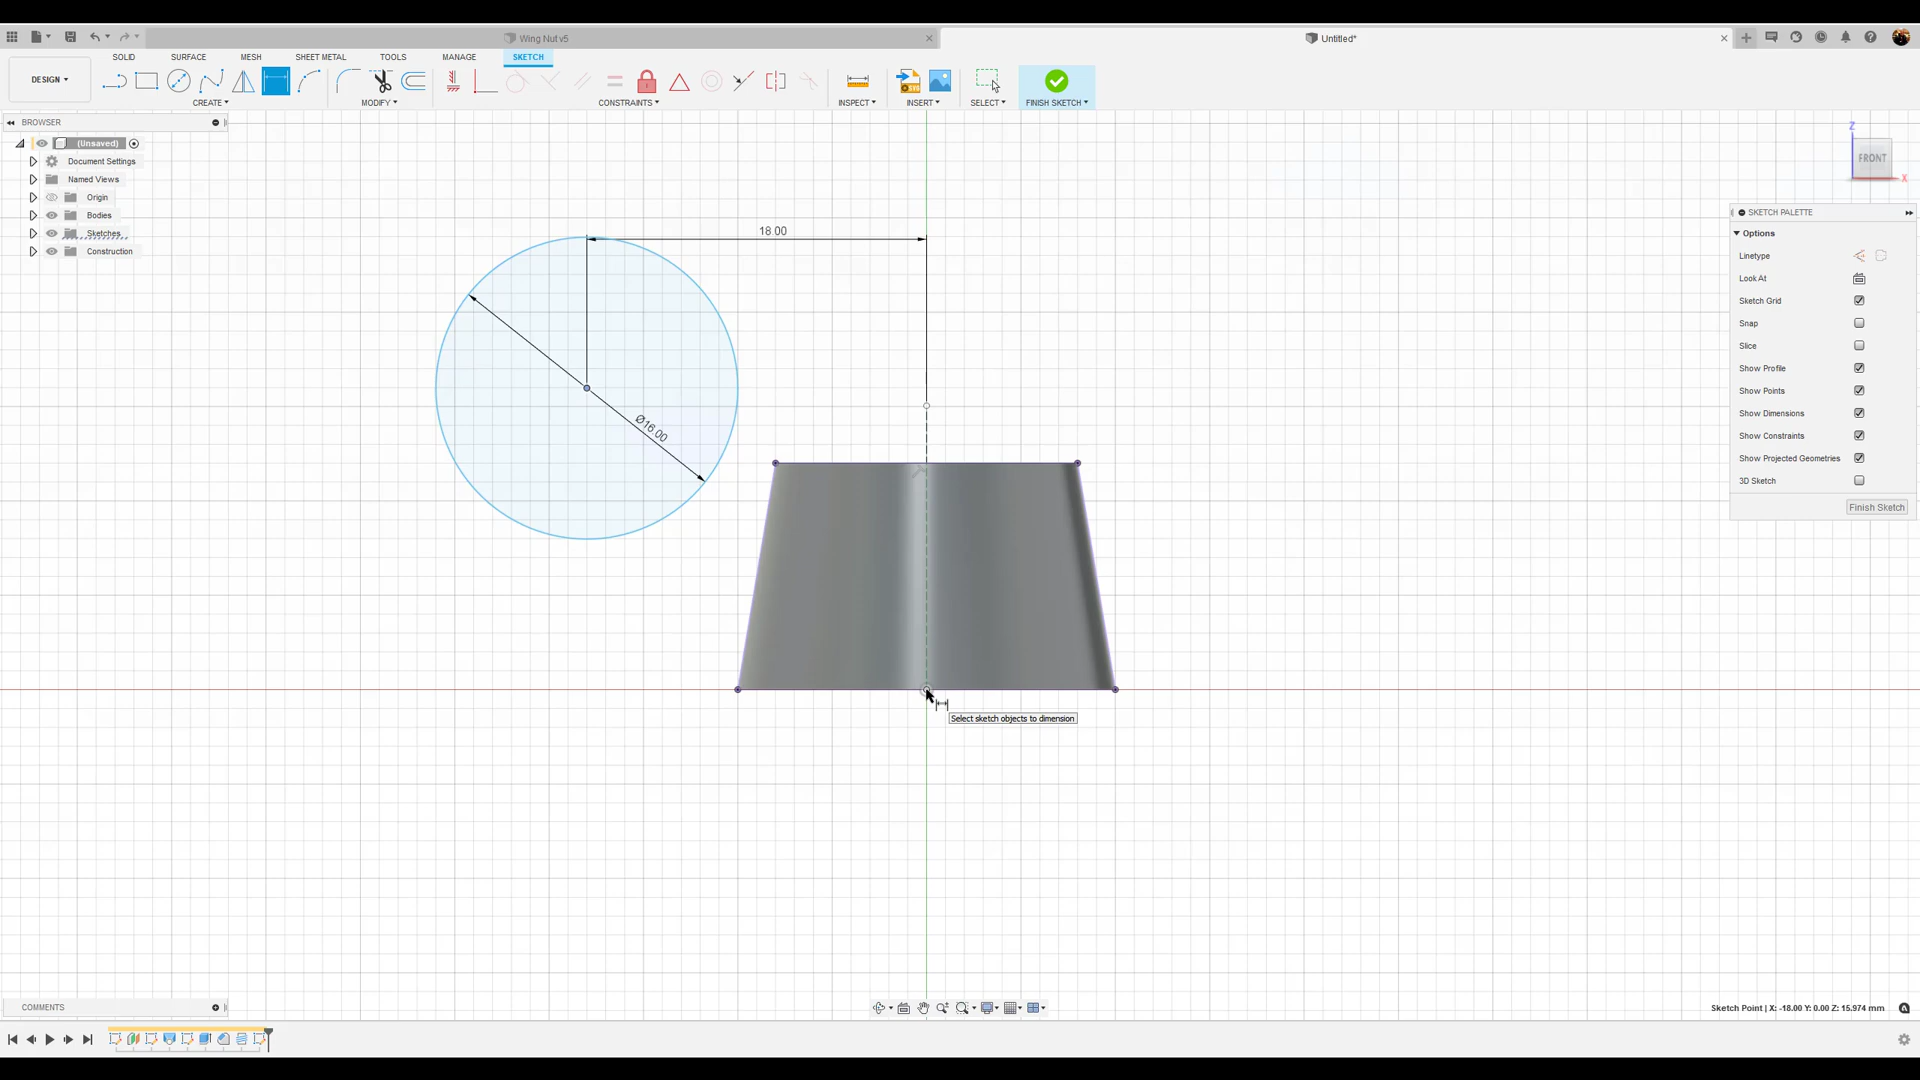 Wing Nut v5
Untitled*
DESIGN
SOLID
SURFACE
MESH
SHEET METAL
TOOLS
MANAGE
SKETCH
CREATE
MODIFY
CONSTRAINTS
INSPECT
INSERT
SELECT
FINISH SKETCH
BROWSER
(Unsaved)
Document Settings
Named Views
Origin
Bodies
Sketches
Construction
18.00
Ø16.00
Select sketch objects to dimension
Z
FRONT
X
SKETCH PALETTE
Options
Linetype
Look At
Sketch Grid
Snap
Slice
Show Profile
Show Points
Show Dimensions
Show Constraints
Show Projected Geometries
3D Sketch
Finish Sketch
COMMENTS
Sketch Point | X: -18.00 Y: 0.00 Z: 15.974 mm